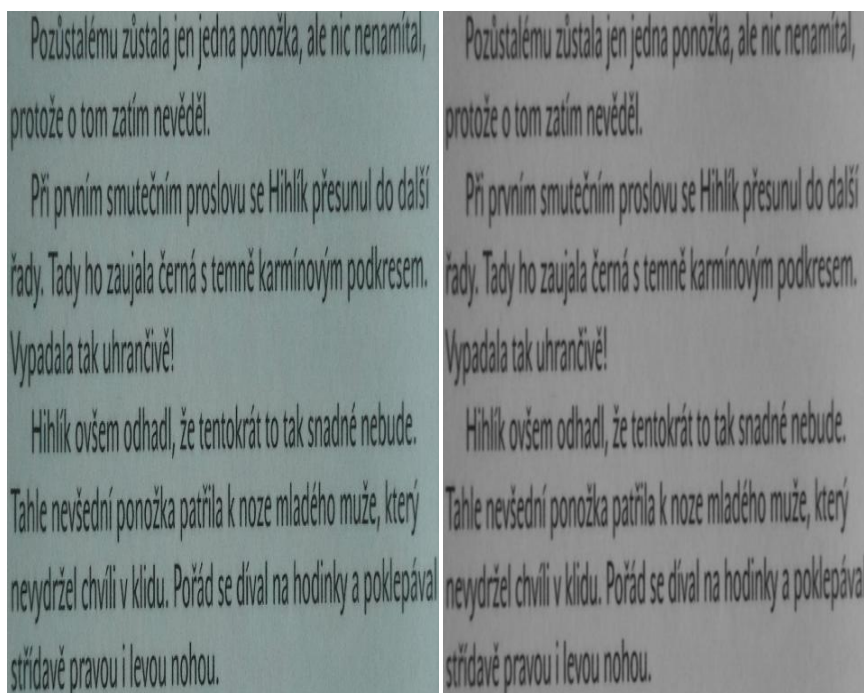 Pozůstalému zůstala jen jedna ponožka, ale nic nenamítal,
protože o tom zatím nevěděl.
Při prvním smutečním proslovu se Hihlík přesunul do další
řady. Tady ho zaujala černá s temně karmínovým podkresem.
Vypadala tak uhrančivě!
Hihlík ovšem odhadl, že tentokrát to tak snadné nebude.
Tahle nevšední ponožka patřila k noze mladého muže, který
nevydržel chvíli v klidu. Pořád se díval na hodinky a poklepával
střídavě pravou i levou nohou.
Pozůstalému zůstala jen jedna ponožka, ale nic nenamítal,
protože o tom zatím nevěděl.
Při prvním smutečním proslovu se Hihlík přesunul do další
řady. Tady ho zaujala černá s temně karmínovým podkresem.
Vypadala tak uhrančivě!
Hihlík ovšem odhadl, že tentokrát to tak snadné nebude.
Tahle nevšední ponožka patřila k noze mladého muže, který
nevydržel chvíli v klidu. Pořád se díval na hodinky a poklepával
střídavě pravou i levou nohou.